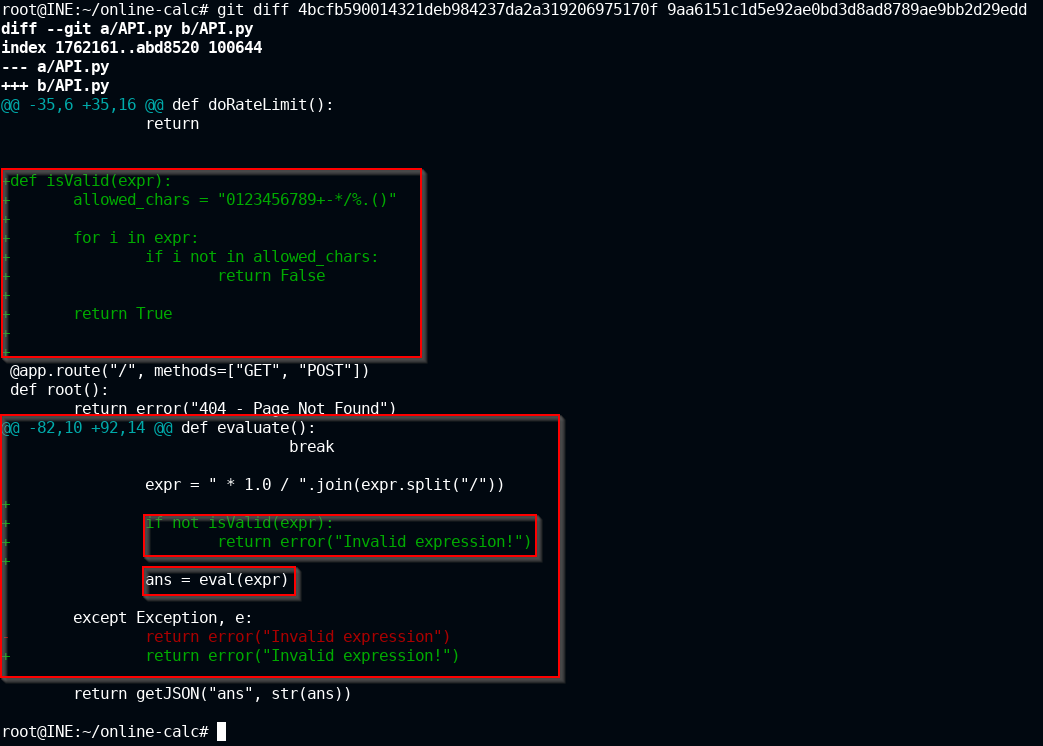 root@INE:~/online-calc# git diff 4bcfb590014321deb984237da2a319206975170f 9aa6151c1d5e92ae0bd3d8ad8789ae9bb2d29edd
diff --git a/API.py b/API.py
index 1762161..abd8520 100644
--- a/API.py
+++ b/API.py
@@ -35,6 +35,16 @@ def doRateLimit():
                return
+def isValid(expr):
+       allowed_chars = "0123456789+-*/%.()"
+
+       for i in expr:
+               if i not in allowed_chars:
+                       return False
+
+       return True
+
+
 @app.route("/", methods=["GET", "POST"])
 def root():
        return error("404 - Page Not Found")
@@ -82,10 +92,14 @@ def evaluate():
                                break
                expr = " * 1.0 / ".join(expr.split("/"))
+
+               if not isValid(expr):
+                       return error("Invalid expression!")
+
                ans = eval(expr)
        except Exception, e:
-               return error("Invalid expression")
+               return error("Invalid expression!")
        return getJSON("ans", str(ans))
root@INE:~/online-calc#